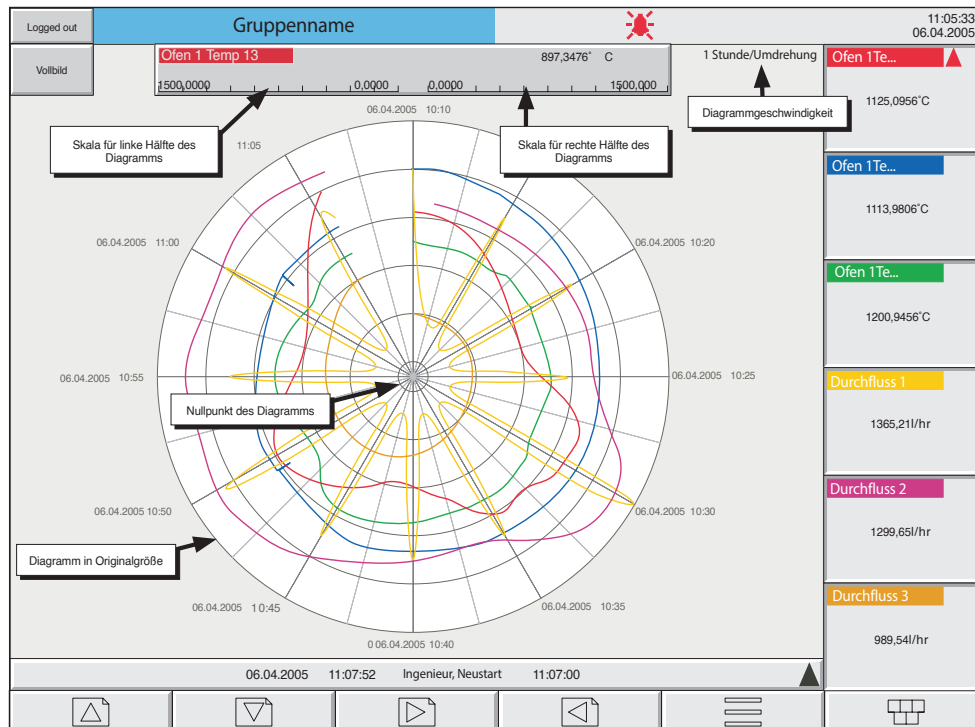 Logged out
Gruppenname
11:05:33
06.04.2005
Vollbild
Ofen 1 Temp 13
897,3476° C
1500,0000
0,0000
0,0000
1500,000
1 Stunde/Umdrehung
Diagrammgeschwindigkeit
Skala für linke Hälfte des
Diagramms
Skala für rechte Hälfte des
Diagramms
06.04.2005 10:10
11:05
06.04.2005 11:00
06.04.2005 10:20
06.04.2005 10:55
06.04.2005 10:25
Nullpunkt des Diagramms
06.04.2005 10:50
06.04.2005 10:30
Diagramm in Originalgröße
06.04.2005 10:45
06.04.2005 10:35
0 06.04.2005 10:40
Ofen 1Te...
1125,0956°C
Ofen 1Te...
1113,9806°C
Ofen 1Te...
1200,9456°C
Durchfluss 1
1365,21l/hr
Durchfluss 2
1299,65l/hr
Durchfluss 3
989,54l/hr
06.04.2005 11:07:52 Ingenieur, Neustart 11:07:00